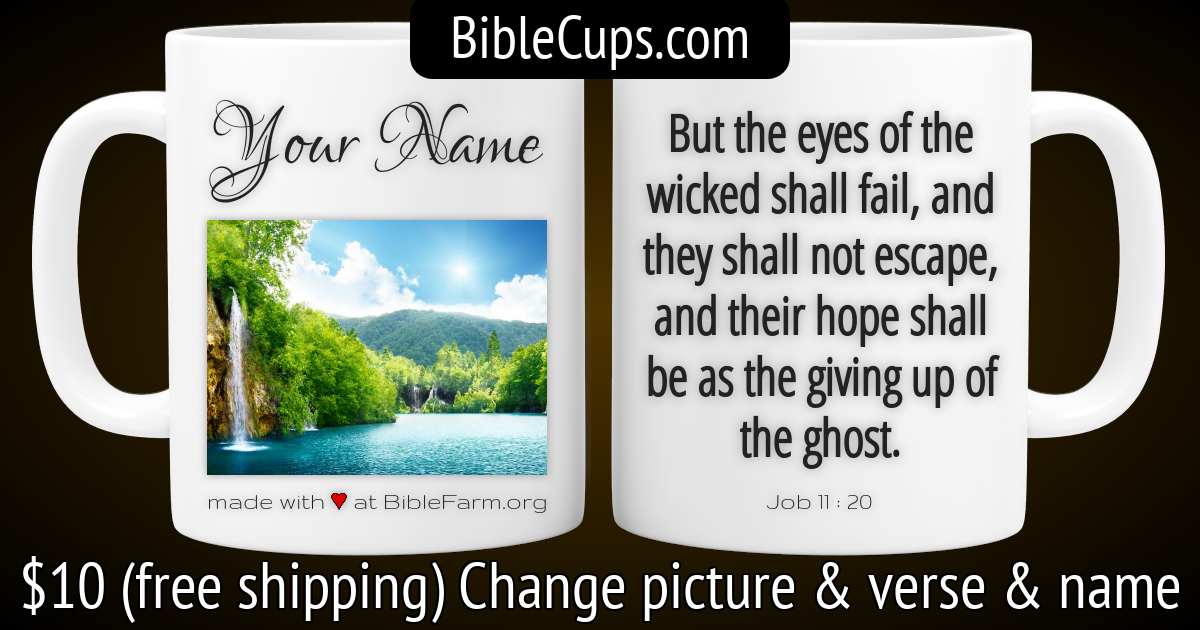 BibleCups.com
Your Name
made with ♥ at BibleFarm.org
But the eyes of the
wicked shall fail, and
they shall not escape,
and their hope shall
be as the giving up of
the ghost.
Job 11 : 20
$10 (free shipping) Change picture & verse & name